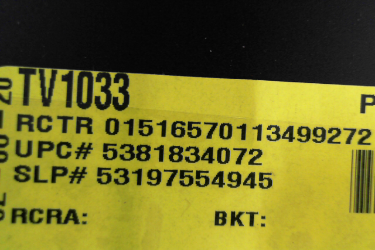 TV1033
P
RCTR 01516570113499272
UPC# 5381834072
SLP# 53197554945
RCRA: BKT: